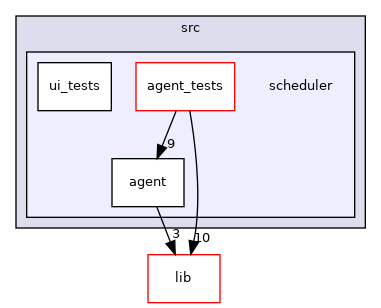 src
ui_tests
agent_tests
scheduler
9
agent
3
10
lib